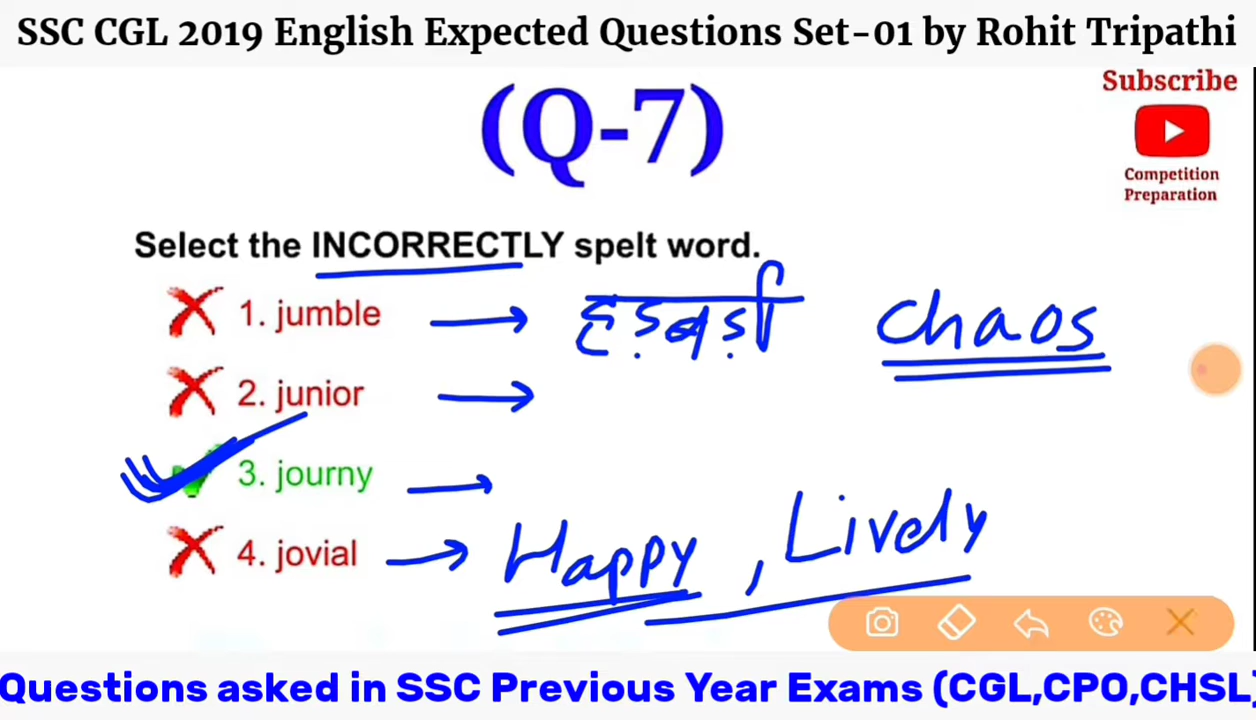 SSC CGL 2019 English Expected Questions Set-01 by Rohit Tripathi
(Q-7)
Subscribe
Competition
Preparation
Select the INCORRECTLY spelt word.
1. jumble → chaos
2. junior →
3. journy →
4. jovial → Happy, Lively
Questions asked in SSC Previous Year Exams (CGL,CPO,CHSL)